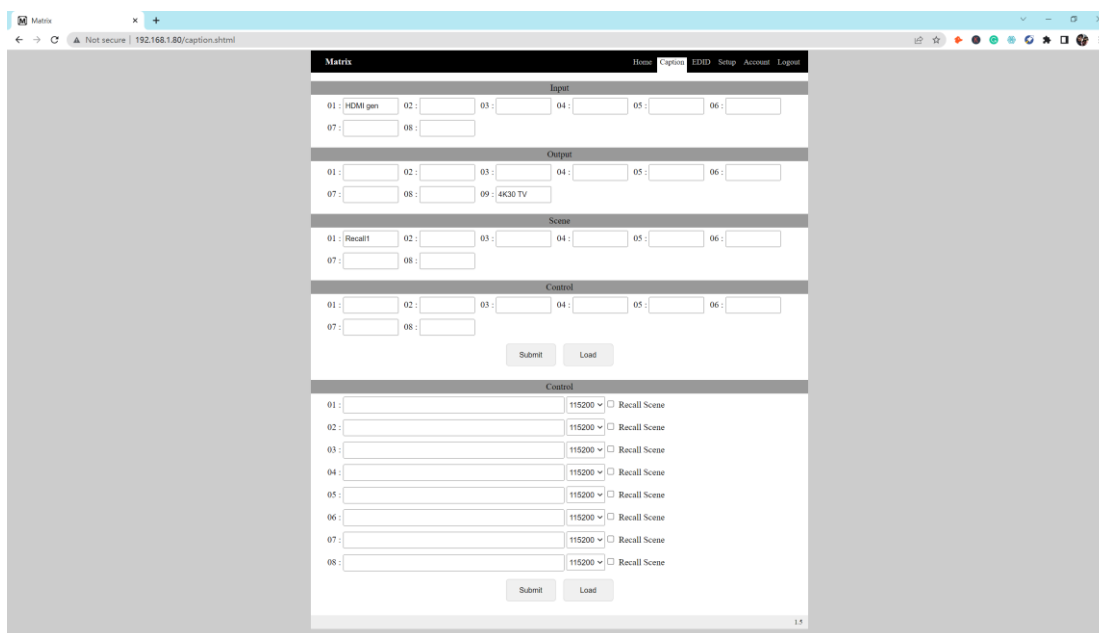 Matrix
Not secure 192.168.1.80/caption.shtml
Matrix Home Caption EDID Setup Account Logout
Input
01 : HDMI gen 02 : 03 : 04 : 05 : 06 :
07 : 08 :
Output
01 : 02 : 03 : 04 : 05 : 06 :
07 : 08 : 09 : 4K30 TV
Scene
01 : Recall1 02 : 03 : 04 : 05 : 06 :
07 : 08 :
Control
01 : 02 : 03 : 04 : 05 : 06 :
07 : 08 :
Submit Load
Control
01 : 115200 Recall Scene
02 : 115200 Recall Scene
03 : 115200 Recall Scene
04 : 115200 Recall Scene
05 : 115200 Recall Scene
06 : 115200 Recall Scene
07 : 115200 Recall Scene
08 : 115200 Recall Scene
Submit Load
1.5